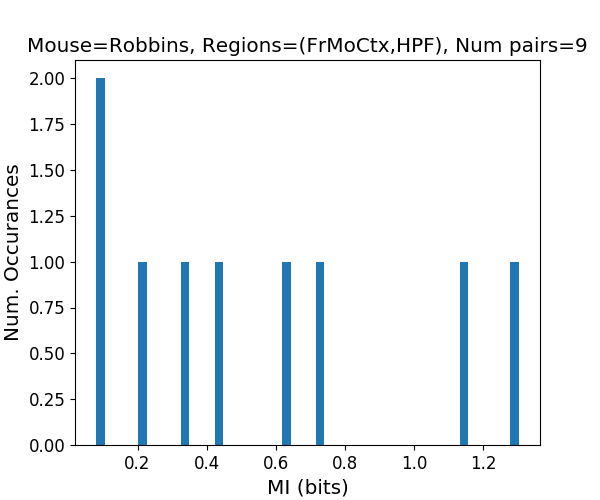 Mouse=Robbins, Regions=(FrMoCtx,HPF), Num pairs=9
Num. Occurances
2.00
1.75
1.50
1.25
1.00
0.75
0.50
0.25
0.00
0.2 0.4 0.6 0.8 1.0 1.2
MI (bits)